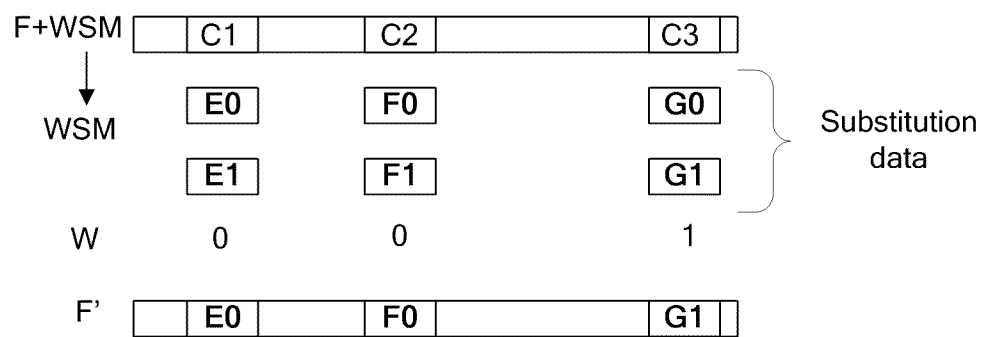 F+WSM C1 C2 C3
E0 F0 G0
WSM
Substitution
data
E1 F1 G1
W 0 0 1
F’ E0 F0 G1